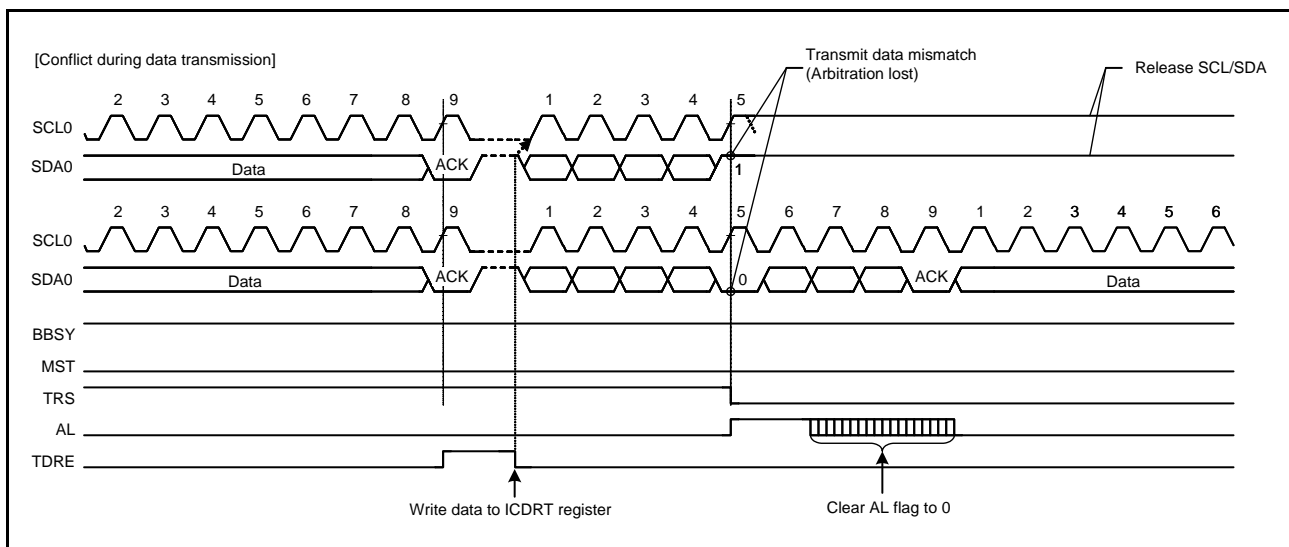 [Conflict during data transmission]
Transmit data mismatch
(Arbitration lost)
Release SCL/SDA
2 3 4 5 6 7 8 9 1 2 3 4 5
SCL0
SDA0 Data ACK 1
2 3 4 5 6 7 8 9 1 2 3 4 5 6 7 8 9 1 2 3 4 5 6
SCL0
SDA0 Data ACK 0 ACK Data
BBSY
MST
TRS
AL
TDRE
Write data to ICDRT register
Clear AL flag to 0